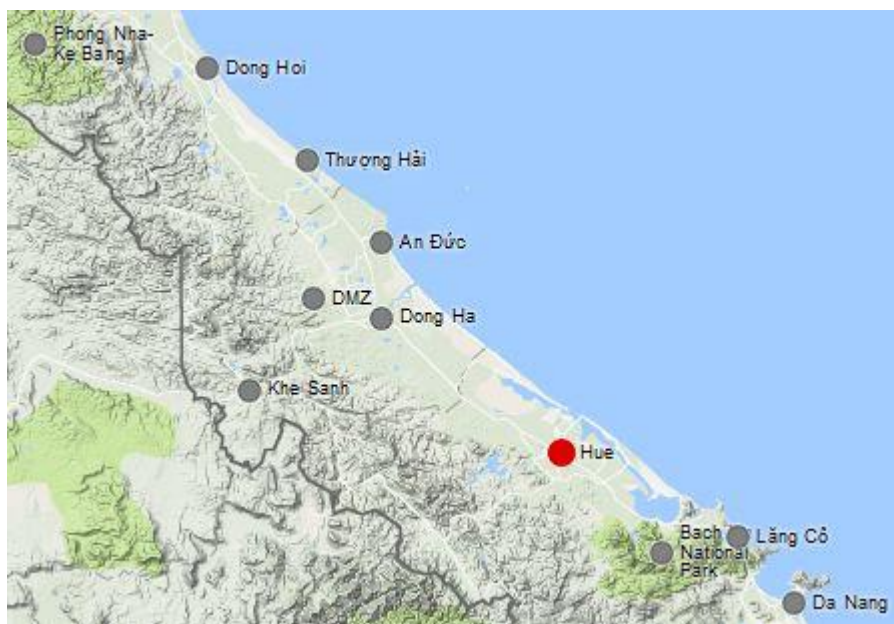 Phong Nha-
Ke Bang
Dong Hoi
Thượng Hải
An Đức
DMZ
Dong Ha
Khe Sanh
Hue
Bach
National
Park
Lăng Cô
Da Nang